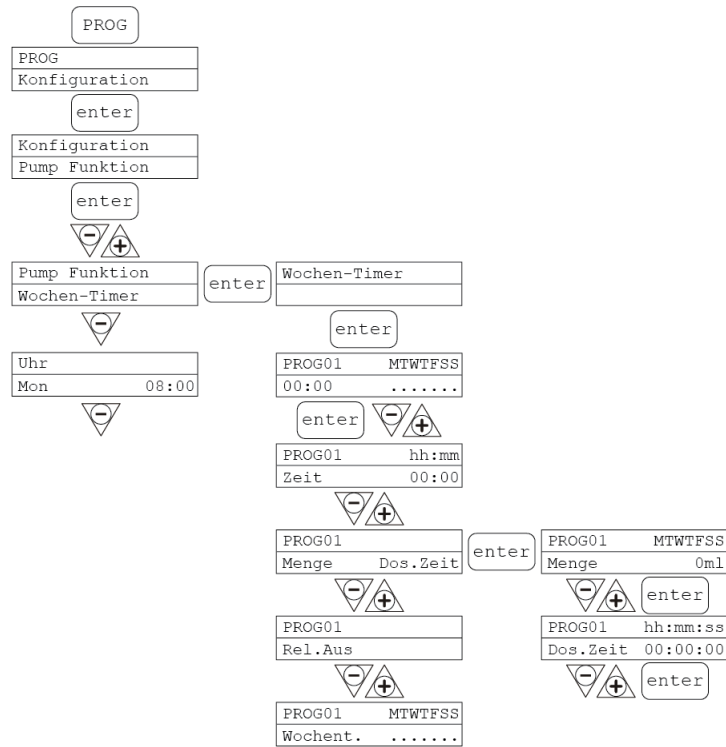 PROG
PROG
Konfiguration
enter
Konfiguration
Pump Funktion
enter
Pump Funktion
Wochen-Timer
enter
Wochen-Timer
enter
Uhr
Mon 08:00
PROG01 MTWTFSS
00:00 .......
enter
PROG01 hh:mm
Zeit 00:00
PROG01
Menge Dos.Zeit
enter
PROG01 MTWTFSS
Menge 0ml
enter
PROG01
Rel.Aus
PROG01 hh:mm:ss
Dos.Zeit 00:00:00
enter
PROG01 MTWTFSS
Wochent. .......